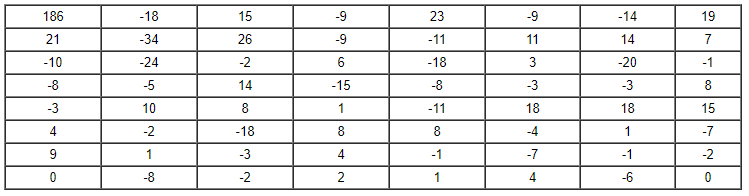 186 -18 15 -9 23 -9 -14 19
21 -34 26 -9 -11 11 14 7
-10 -24 -2 6 -18 3 -20 -1
-8 -5 14 -15 -8 -3 -3 8
-3 10 8 1 -11 18 18 15
4 -2 -18 8 8 -4 1 -7
9 1 -3 4 -1 -7 -1 -2
0 -8 -2 2 1 4 -6 0